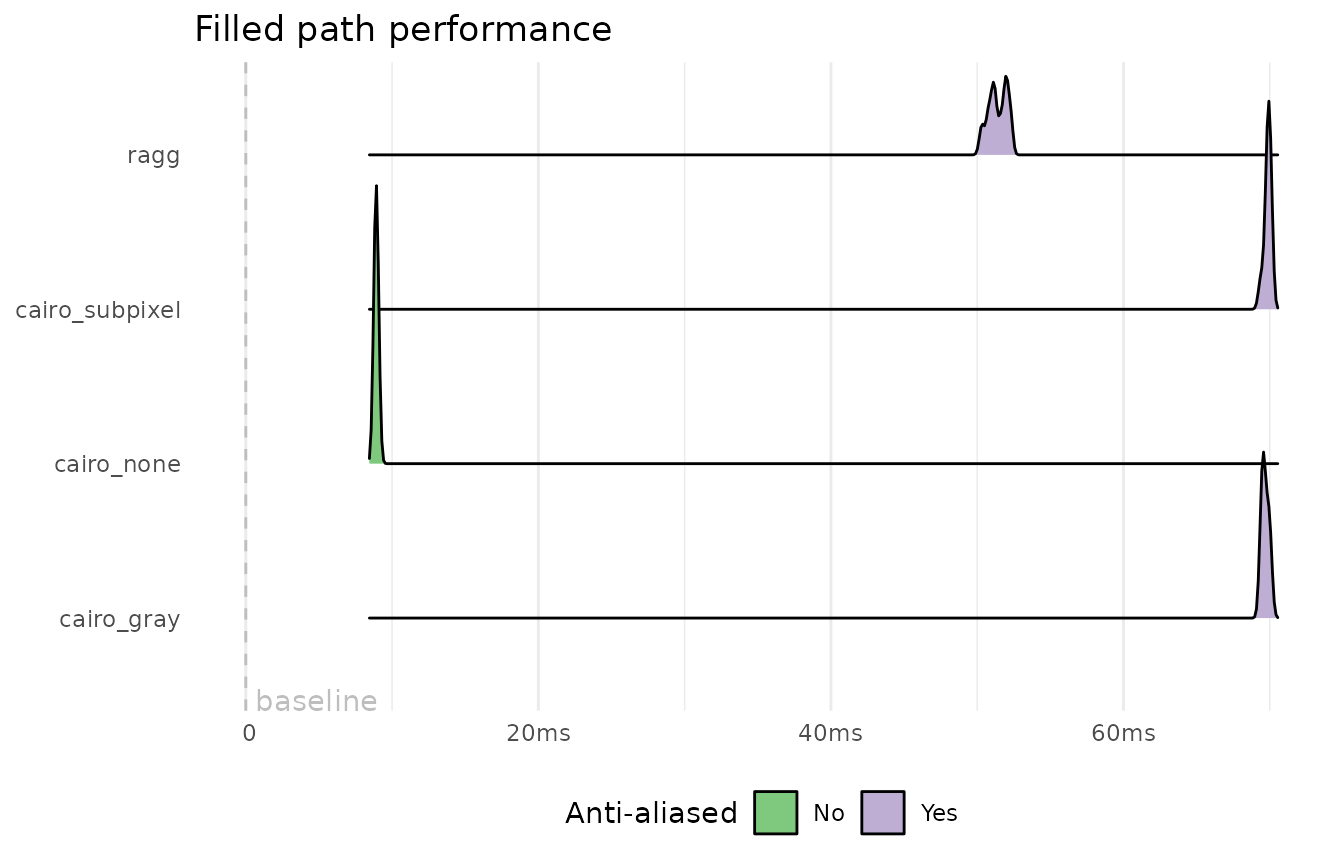 Filled path performance
ragg
cairo_subpixel
cairo_none
cairo_gray
baseline
0 20ms 40ms 60ms
Anti-aliased No Yes